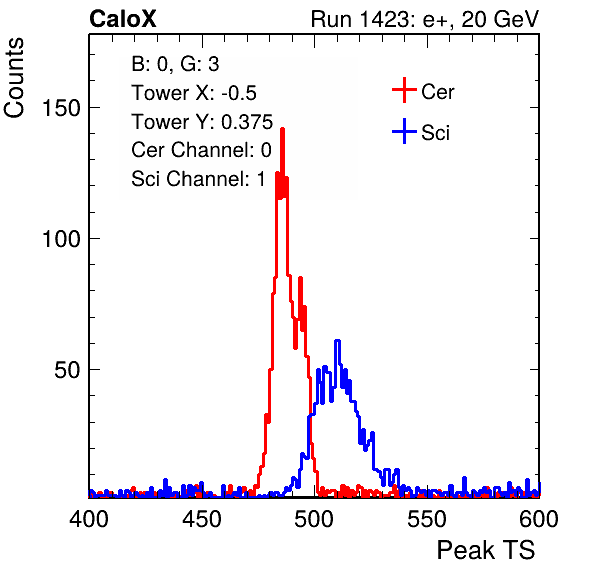 CaloX Run 1423: e+, 20 GeV
Counts
B: 0, G: 3
Tower X: -0.5
Tower Y: 0.375
Cer Channel: 0
Sci Channel: 1
Cer
Sci
150
100
50
400 450 500 550 600
Peak TS